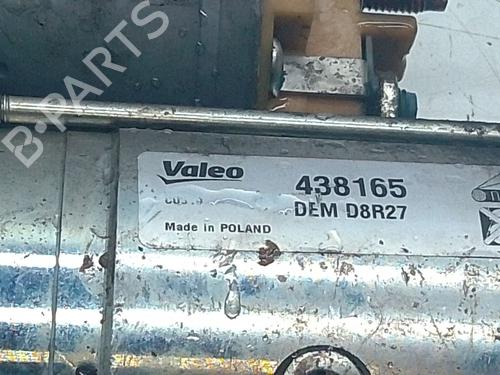 B-PARTS
Valeo
438165
DEM D8R27
Made in POLAND